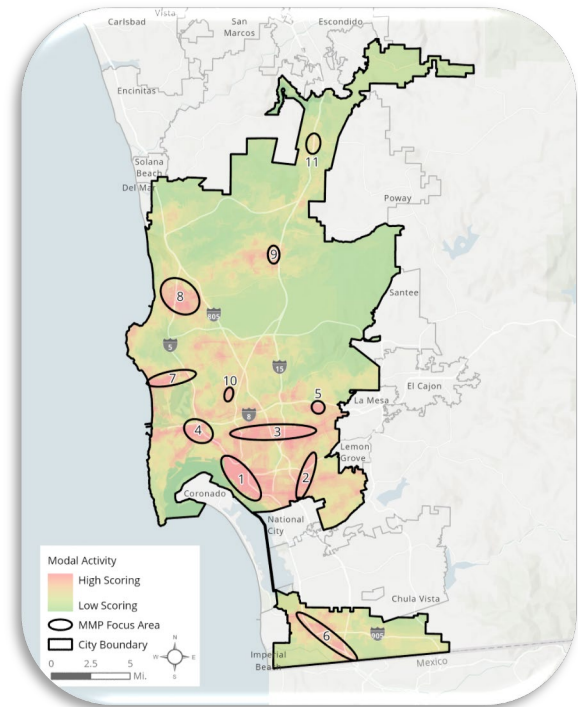 Vista
Carlsbad
San
Marcos
Escondido
Encinitas
Solana
Beach
Del Mar
11
Poway
9
Santee
8
805
5
15
7
10
5
El Cajon
La Mesa
8
4
3
Lemon
Grove
1
2
Coronado
National
City
Chula Vista
6
905
Imperial
Beach
Mexico
Modal Activity
High Scoring
Low Scoring
MMP Focus Area
City Boundary
0 2.5 5
Mi.
N
W E
S